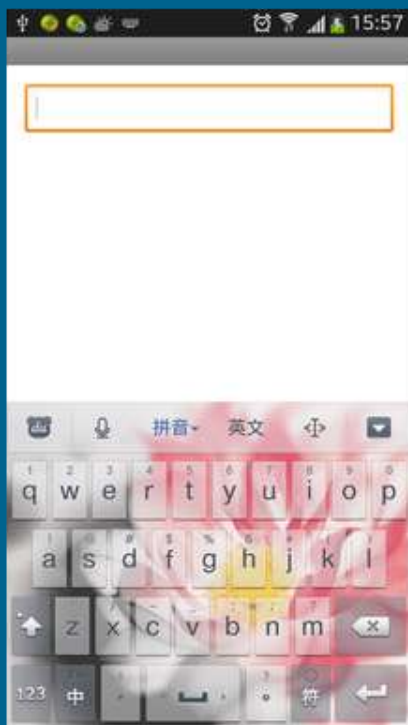 15:57
拼音 英文
1 2 3 4 5 6 7 8 9 0
q w e r t y u i o p
a s d f g h j k l
z x c v b n m
123 中 符